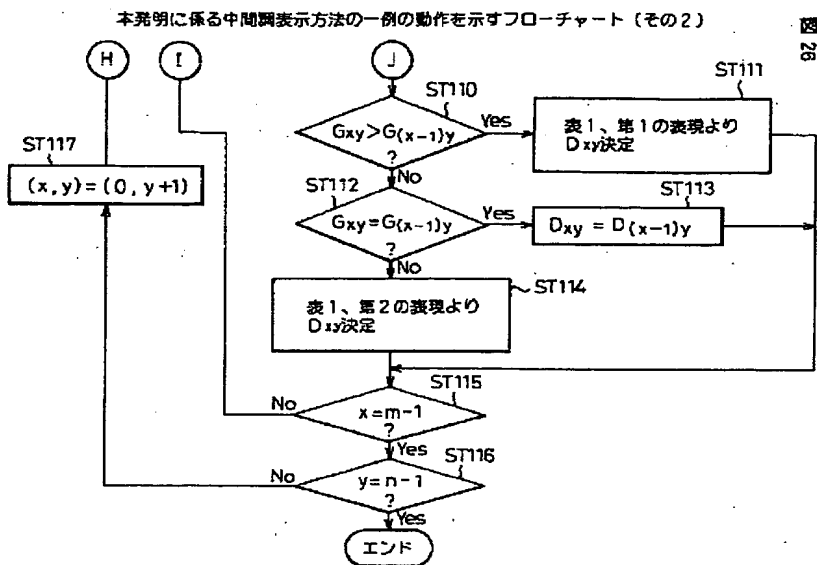 本発明に係る中間調表示方法の一例の動作を示すフローチャート(その2)
図26
H
I
J
ST110
Gxy>G(x-1)y
?
Yes
No
ST111
表1、第1の表現より
Dxy決定
ST117
(x,y)=(0,y+1)
ST112
Gxy=G(x-1)y
?
Yes
No
ST113
Dxy=D(x-1)y
ST114
表1、第2の表現より
Dxy決定
ST115
x=m-1
?
No
Yes
ST116
y=n-1
?
No
Yes
エンド